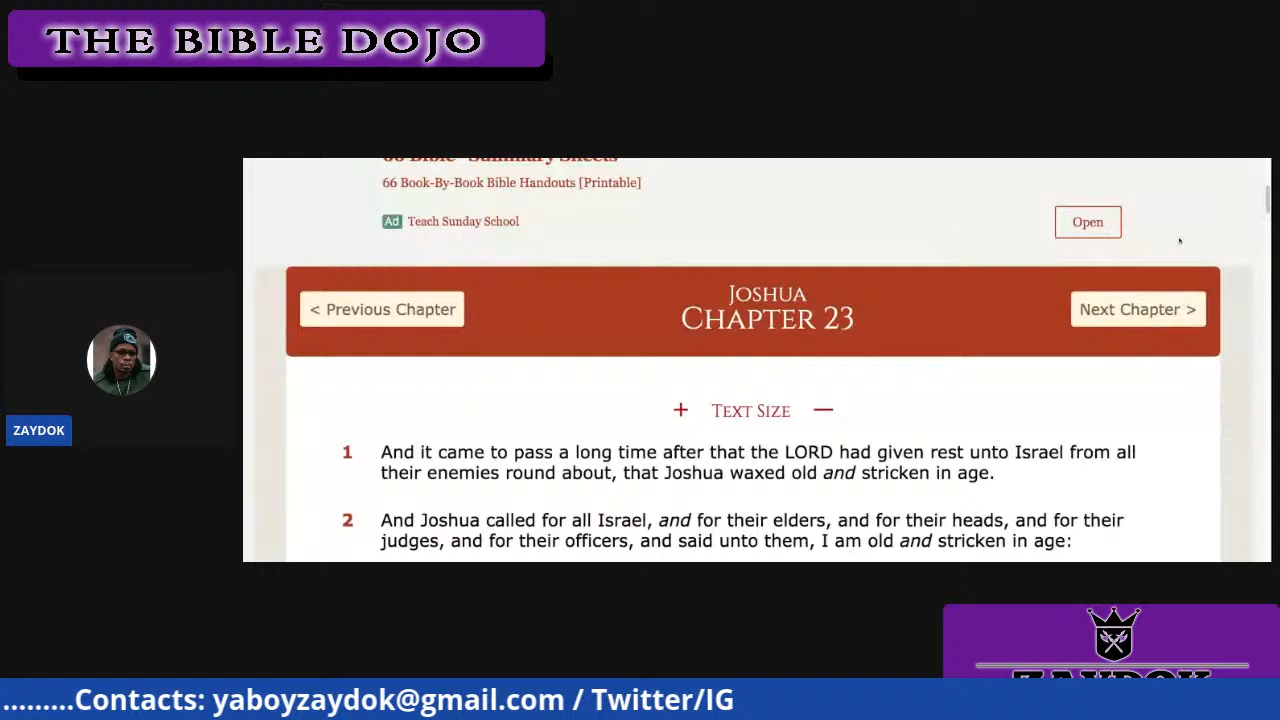 THE BIBLE DOJO
66 Bible Summary Sheets
66 Book-By-Book Bible Handouts [Printable]
Ad Teach Sunday School
Open
< Previous Chapter
JOSHUA
CHAPTER 23
Next Chapter >
+ TEXT SIZE —
1 And it came to pass a long time after that the LORD had given rest unto Israel from all
their enemies round about, that Joshua waxed old and stricken in age.
2 And Joshua called for all Israel, and for their elders, and for their heads, and for their
judges, and for their officers, and said unto them, I am old and stricken in age:
ZAYDOK
ZAYDOK
.........Contacts: yaboyzaydok@gmail.com / Twitter/IG